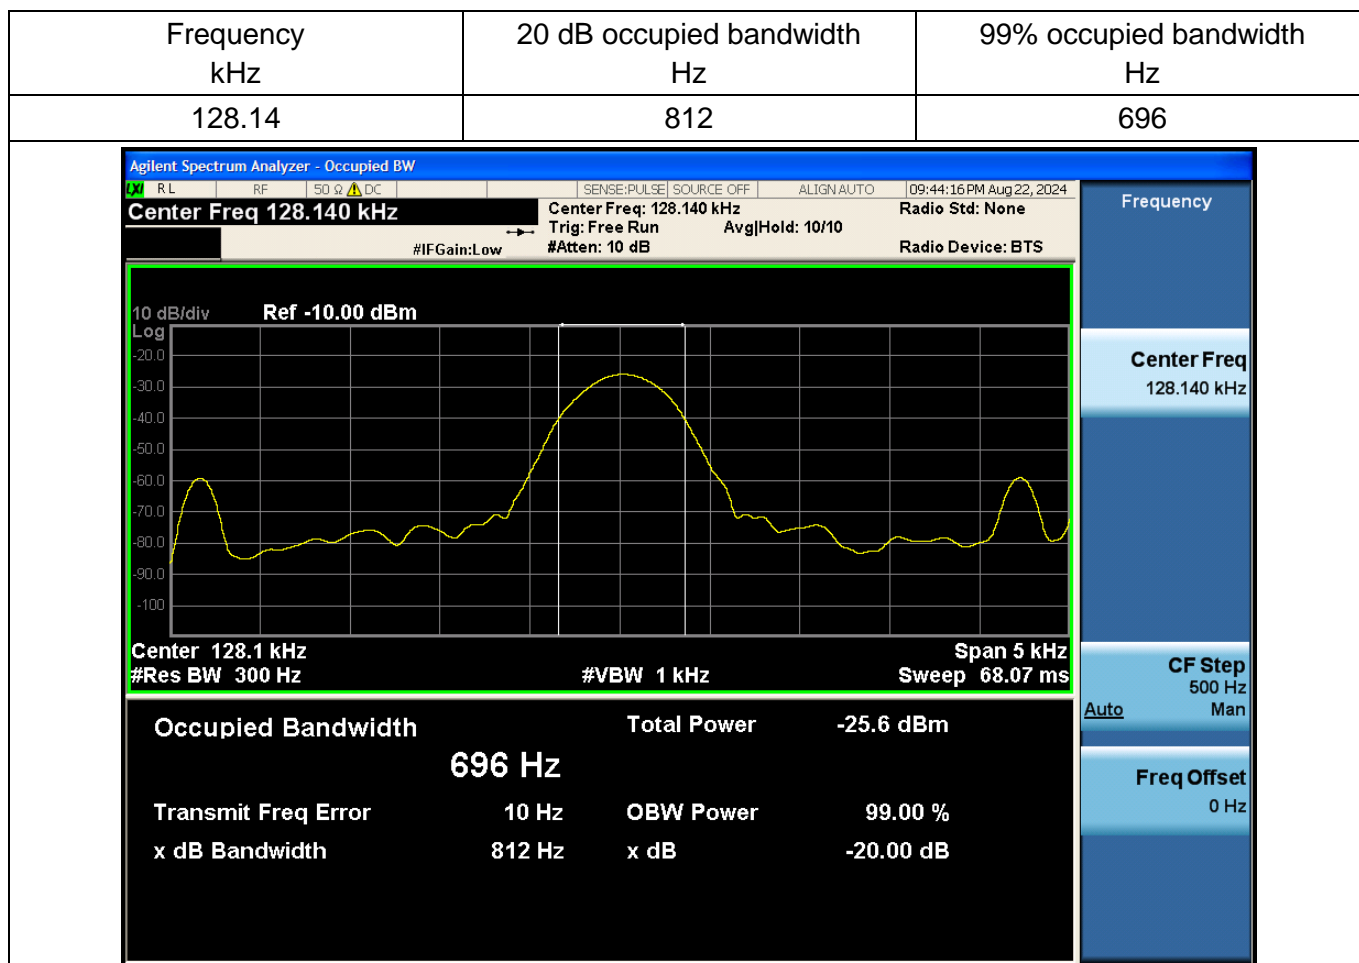 Frequency 20 dB occupied bandwidth 99% occupied bandwidth
kHz Hz Hz
128.14 812 696
Agilent Spectrum Analyzer - Occupied BW
LXI RL RF 50 Ω DC SENSE:PULSE SOURCE OFF ALIGN AUTO 09:44:16 PM Aug 22, 2024
Center Freq 128.140 kHz Center Freq: 128.140 kHz Radio Std: None Frequency
Trig: Free Run Avg|Hold: 10/10
#IFGain:Low #Atten: 10 dB Radio Device: BTS
10 dB/div Ref -10.00 dBm
Log
-20.0
-30.0
-40.0
-50.0
-60.0
-70.0
-80.0
-90.0
-100
Center Freq
128.140 kHz
Center 128.1 kHz Span 5 kHz
#Res BW 300 Hz #VBW 1 kHz Sweep 68.07 ms
CF Step
500 Hz
Auto Man
Occupied Bandwidth Total Power -25.6 dBm
696 Hz
Transmit Freq Error 10 Hz OBW Power 99.00 %
x dB Bandwidth 812 Hz x dB -20.00 dB
Freq Offset
0 Hz